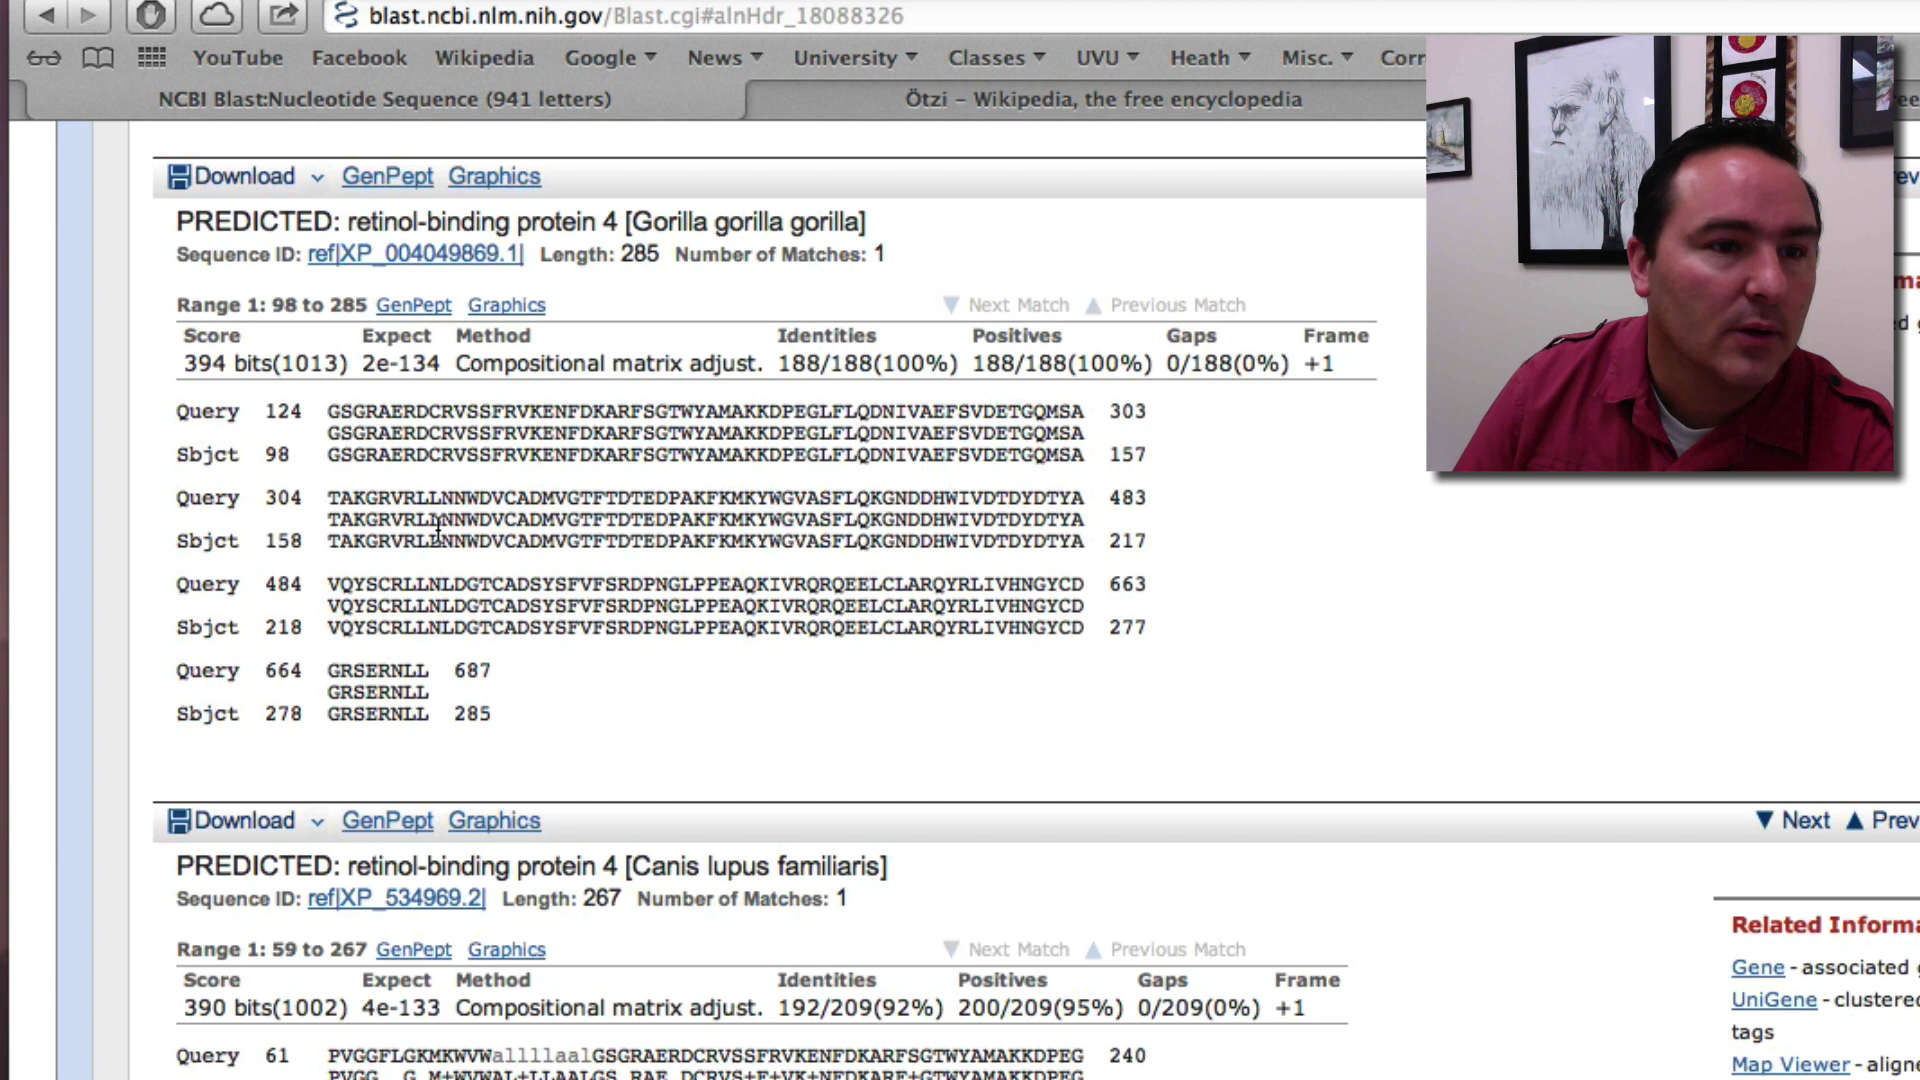 blast.ncbi.nlm.nih.gov/Blast.cgi#alnHdr_18088326
YouTube Facebook Wikipedia Google News University Classes UVU Heath Misc. Corr
NCBI Blast:Nucleotide Sequence (941 letters) Ötzi – Wikipedia, the free encyclopedia
Download GenPept Graphics
PREDICTED: retinol-binding protein 4 [Gorilla gorilla gorilla]
Sequence ID: ref|XP_004049869.1| Length: 285 Number of Matches: 1
Range 1: 98 to 285 GenPept Graphics Next Match Previous Match
Score Expect Method Identities Positives Gaps Frame
394 bits(1013) 2e-134 Compositional matrix adjust. 188/188(100%) 188/188(100%) 0/188(0%) +1
Query 124 GSGRAERDCRVSSFRVKENFDKARFSGTWYAMAKKDPEGLFLQDNIVAEFSVDETGQMSA 303
GSGRAERDCRVSSFRVKENFDKARFSGTWYAMAKKDPEGLFLQDNIVAEFSVDETGQMSA
Sbjct 98 GSGRAERDCRVSSFRVKENFDKARFSGTWYAMAKKDPEGLFLQDNIVAEFSVDETGQMSA 157
Query 304 TAKGRVRLLNNWDVCADMVGTFTDTEDPAKFKMKYWGVASFLQKGNDDHWIVDTDYDTYA 483
TAKGRVRLLNNWDVCADMVGTFTDTEDPAKFKMKYWGVASFLQKGNDDHWIVDTDYDTYA
Sbjct 158 TAKGRVRLLNNWDVCADMVGTFTDTEDPAKFKMKYWGVASFLQKGNDDHWIVDTDYDTYA 217
Query 484 VQYSCRLLNLDGTCADSYSFVFSRDPNGLPPEAQKIVRQRQEELCLARQYRLIVHNGYCD 663
VQYSCRLLNLDGTCADSYSFVFSRDPNGLPPEAQKIVRQRQEELCLARQYRLIVHNGYCD
Sbjct 218 VQYSCRLLNLDGTCADSYSFVFSRDPNGLPPEAQKIVRQRQEELCLARQYRLIVHNGYCD 277
Query 664 GRSERNLL 687
GRSERNLL
Sbjct 278 GRSERNLL 285
Download GenPept Graphics Next Prev
PREDICTED: retinol-binding protein 4 [Canis lupus familiaris]
Sequence ID: ref|XP_534969.2| Length: 267 Number of Matches: 1
Related Informa
Range 1: 59 to 267 GenPept Graphics Next Match Previous Match
Gene - associated g
Score Expect Method Identities Positives Gaps Frame
390 bits(1002) 4e-133 Compositional matrix adjust. 192/209(92%) 200/209(95%) 0/209(0%) +1
UniGene - clustered
tags
Query 61 PVGGFLGKMKWVWallllaalGSGRAERDCRVSSFRVKENFDKARFSGTWYAMAKKDPEG 240
Map Viewer - aligne
PVGG G M+WVWAL+LLAALGS RAE DCRVS+F+VK+NFDKARF+GTWYAMAKKDPEG